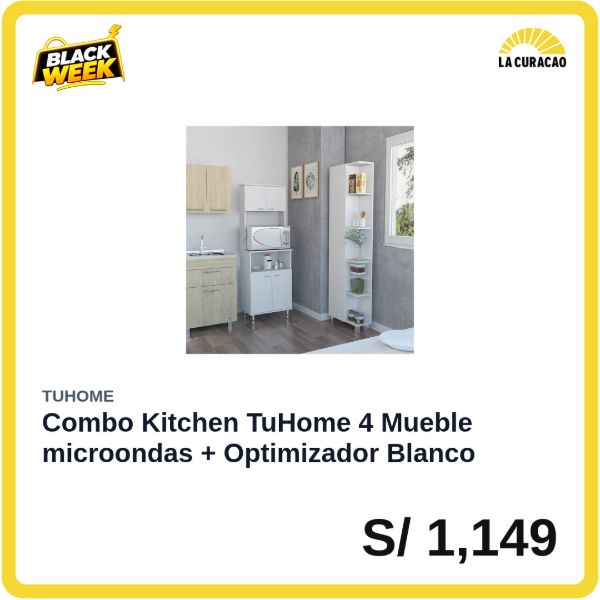 BLACK
WEEK
LA CURACAO
TUHOME
Combo Kitchen TuHome 4 Mueble
microondas + Optimizador Blanco
S/ 1,149